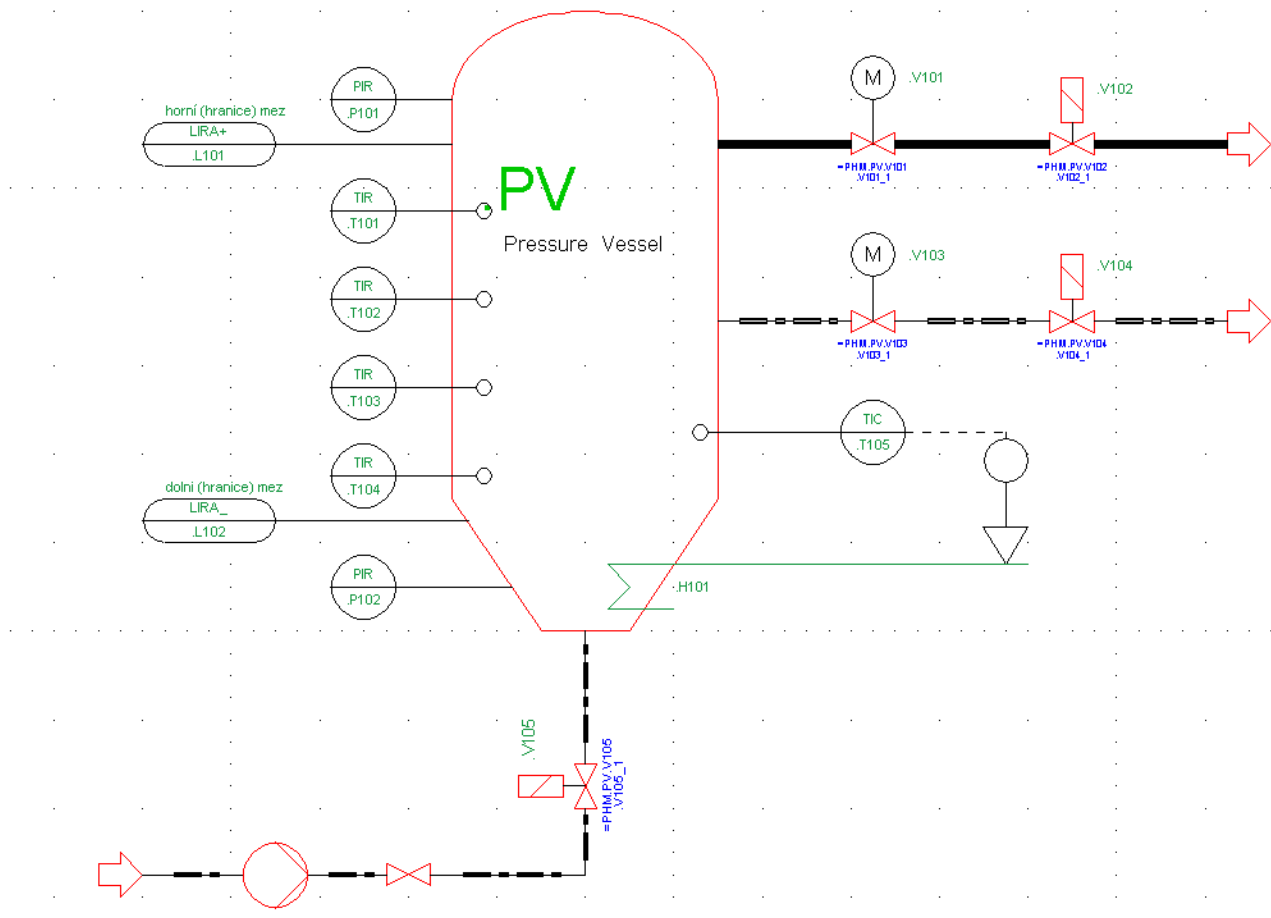 PIR
.P101
horní (hranice) mez
LIRA+
.L101
TIR
.T101
PV
Pressure Vessel
TIR
.T102
TIR
.T103
TIR
.T104
dolni (hranice) mez
LIRA_
.L102
PIR
.P102
M
.V101
=PHM.PV.V101
.V101_1
.V102
=PHM.PV.V102
.V102_1
M
.V103
=PHM.PV.V103
.V103_1
.V104
=PHM.PV.V104
.V104_1
TIC
.T105
.H101
.V105
=PHM.PV.V105
.V105_1